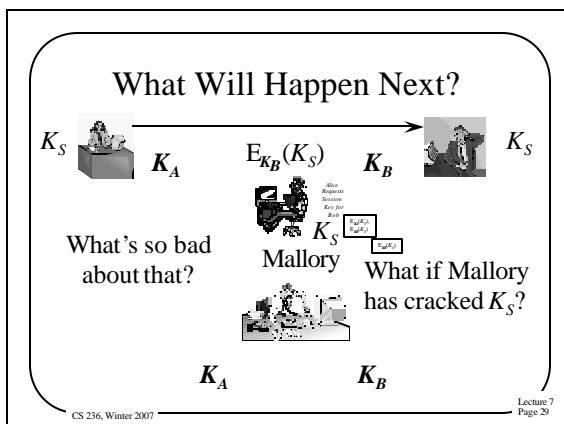 What Will Happen Next?
K_S
K_A
E_{K_B}(K_S)
K_B
K_S
Alice
Requests
Session
Key for
Bob
K_S
Mallory
What's so bad
about that?
What if Mallory
has cracked K_S?
K_A
K_B
CS 236, Winter 2007
Lecture 7
Page 29